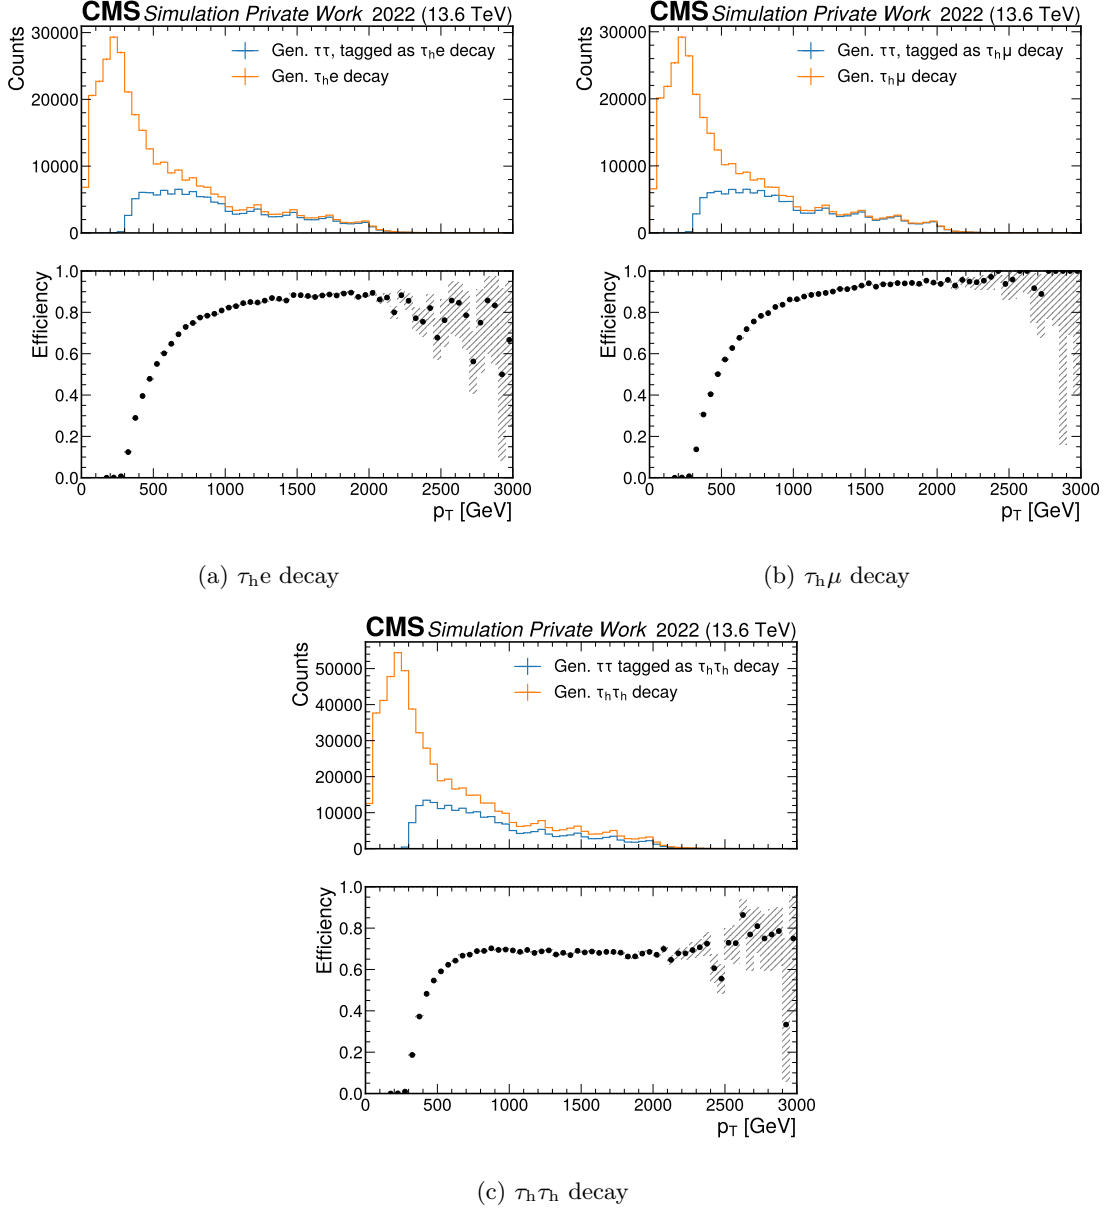 CMS Simulation Private Work 2022 (13.6 TeV)
Counts
30000
20000
10000
0
Gen. ττ, tagged as τₕe decay
Gen. τₕe decay
Efficiency
1.0
0.8
0.6
0.4
0.2
0.0
0 500 1000 1500 2000 2500 3000
p_T [GeV]
(a) τₕe decay
CMS Simulation Private Work 2022 (13.6 TeV)
Counts
30000
20000
10000
0
Gen. ττ, tagged as τₕμ decay
Gen. τₕμ decay
Efficiency
1.0
0.8
0.6
0.4
0.2
0.0
0 500 1000 1500 2000 2500 3000
p_T [GeV]
(b) τₕμ decay
CMS Simulation Private Work 2022 (13.6 TeV)
Counts
50000
40000
30000
20000
10000
0
Gen. ττ tagged as τₕτₕ decay
Gen. τₕτₕ decay
Efficiency
1.0
0.8
0.6
0.4
0.2
0.0
0 500 1000 1500 2000 2500 3000
p_T [GeV]
(c) τₕτₕ decay